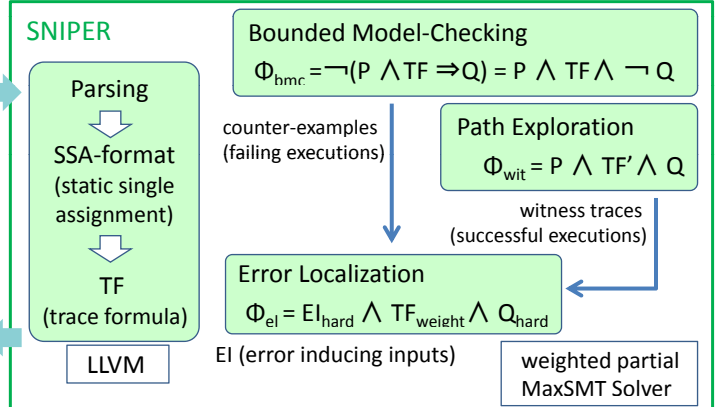 SNIPER
Parsing
SSA-format
(static single
assignment)
TF
(trace formula)
LLVM
Bounded Model-Checking
Φbmc = ¬(P ∧ TF ⇒ Q) = P ∧ TF ∧ ¬ Q
counter-examples
(failing executions)
Path Exploration
Φwit = P ∧ TF’ ∧ Q
witness traces
(successful executions)
Error Localization
Φel = EIhard ∧ TFweight ∧ Qhard
EI (error inducing inputs)
weighted partial
MaxSMT Solver